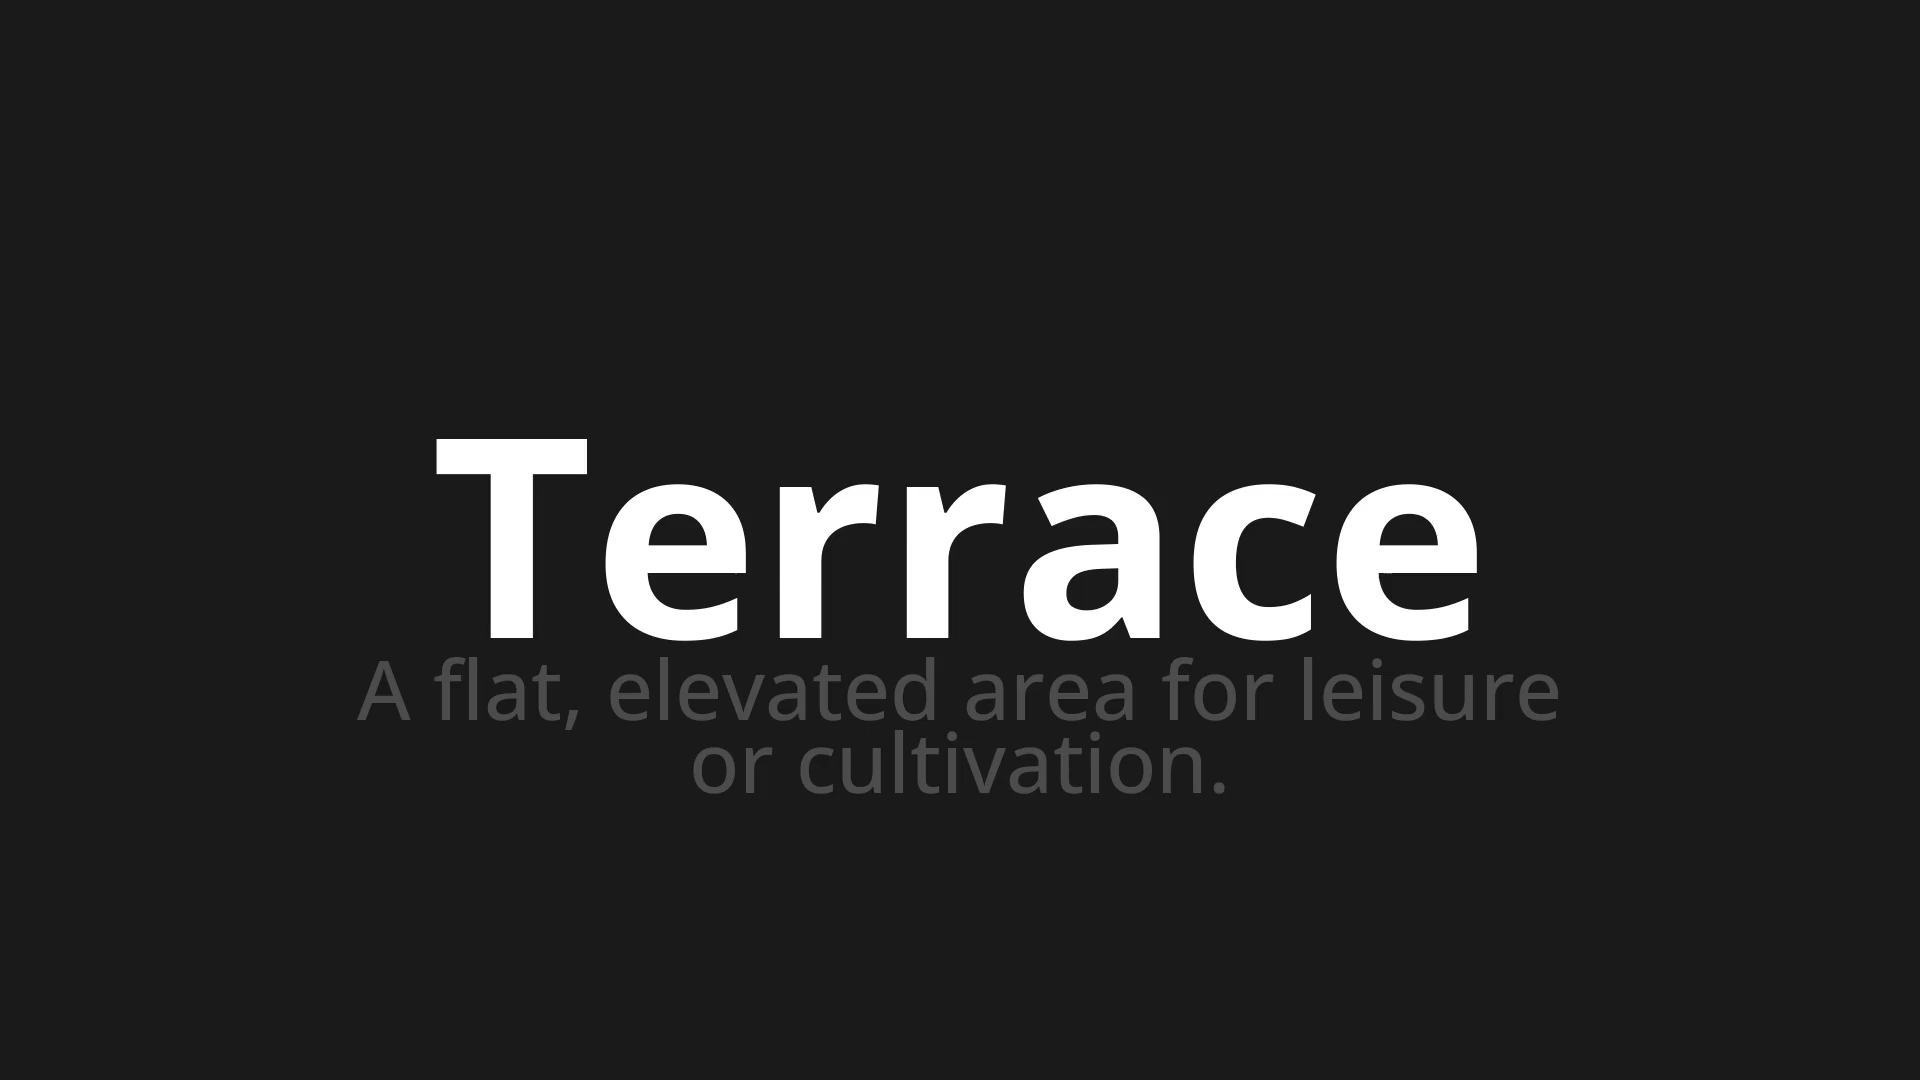 Terrace
A flat, elevated area for leisure
or cultivation.